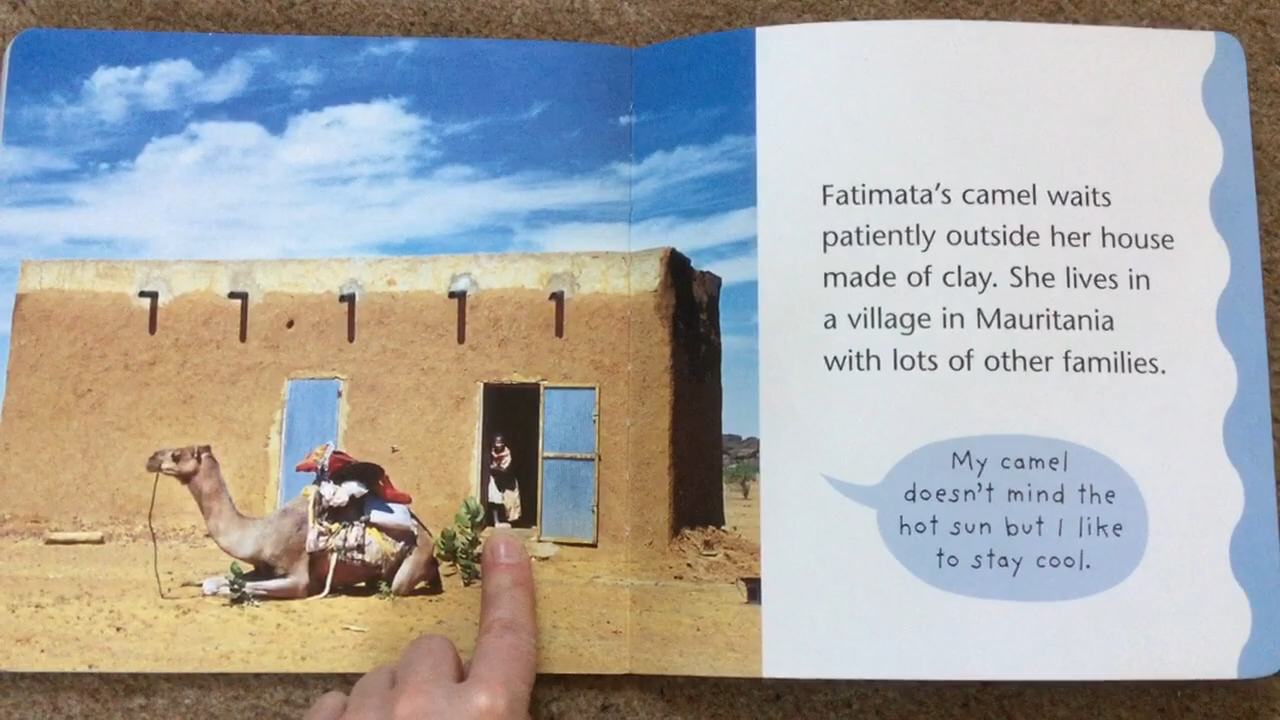 Fatimata's camel waits
patiently outside her house
made of clay. She lives in
a village in Mauritania
with lots of other families.
My camel
doesn't mind the
hot sun but I like
to stay cool.